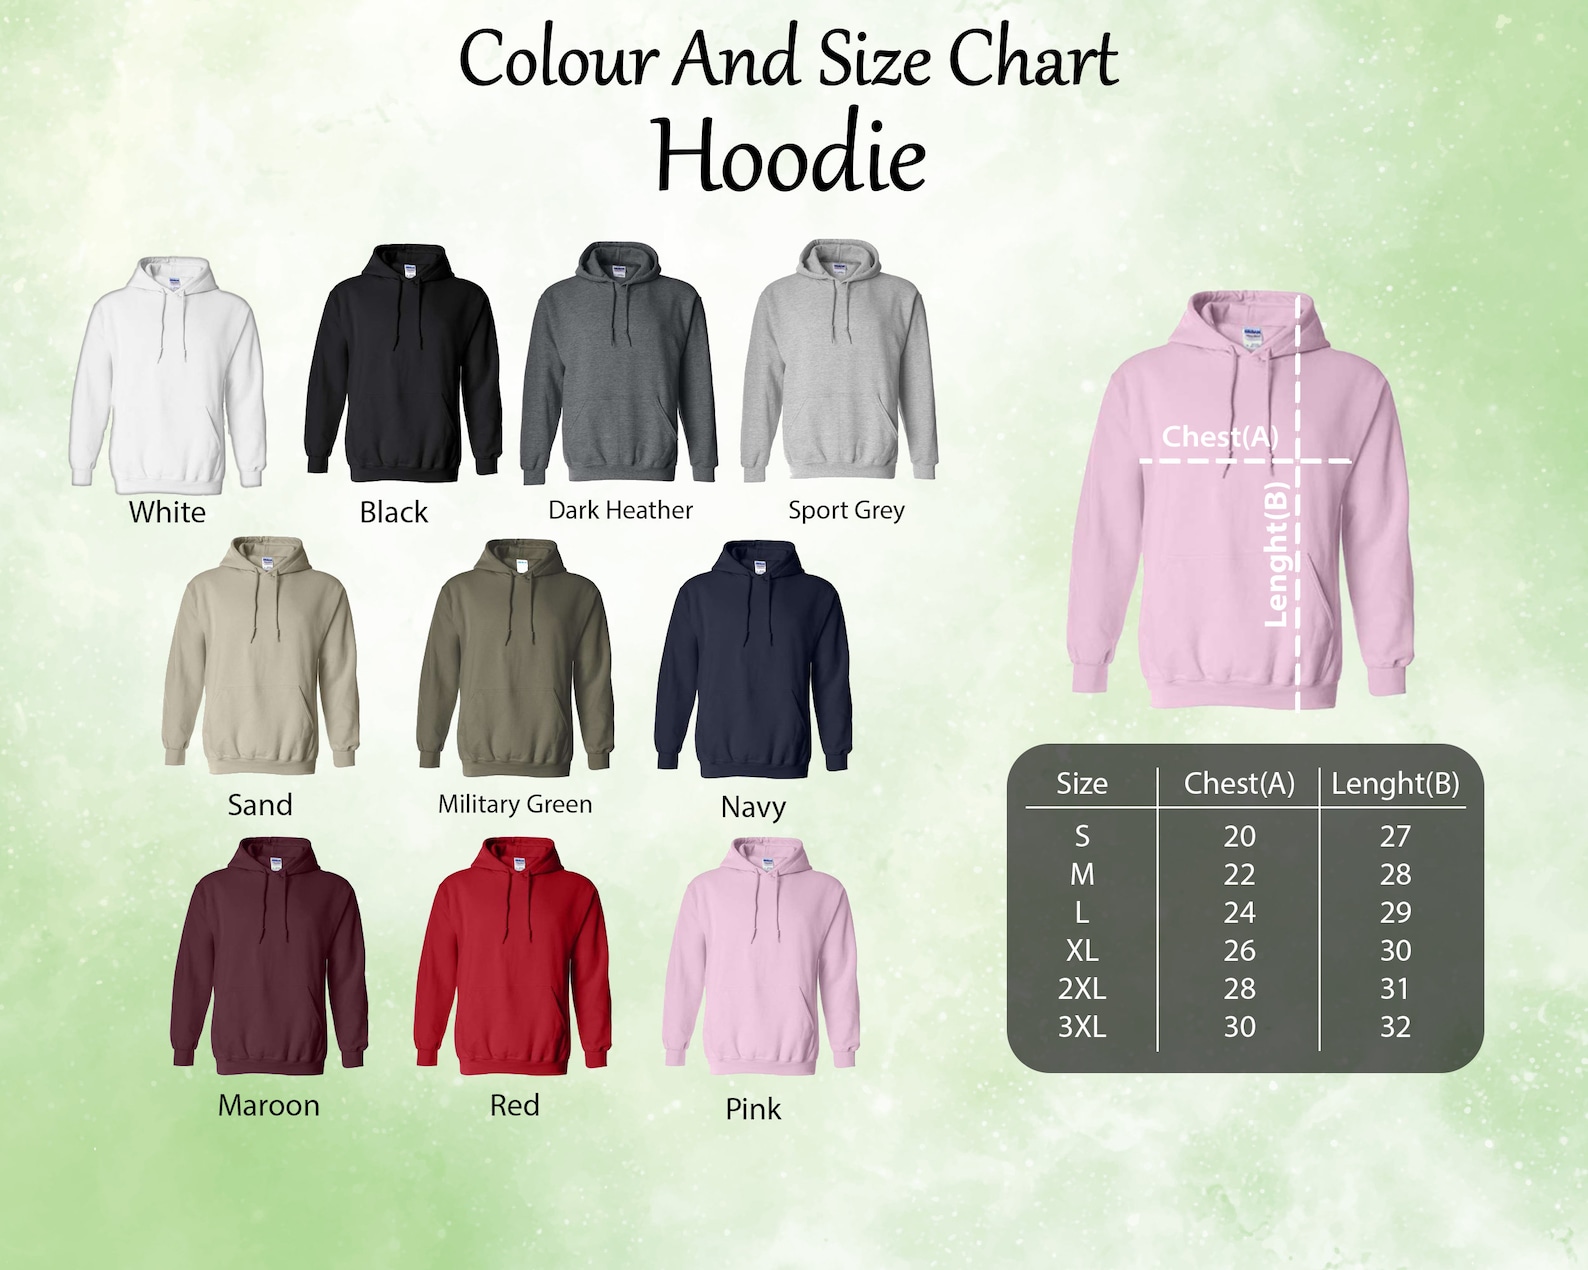 Colour And Size Chart
Hoodie
White
Black
Dark Heather
Sport Grey
Sand
Military Green
Navy
Maroon
Red
Pink
Chest(A)
Lenght(B)
Size Chest(A) Lenght(B)
S 20 27
M 22 28
L 24 29
XL 26 30
2XL 28 31
3XL 30 32